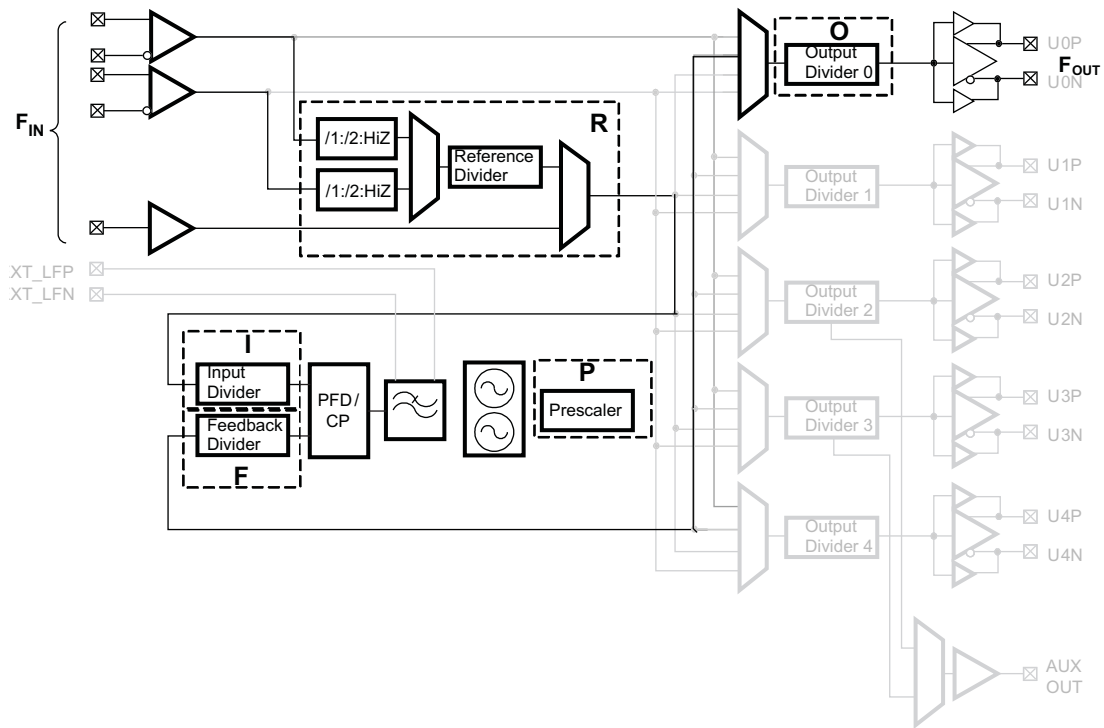 O
Output
Divider 0
U0P
FOUT
U0N
FIN
R
/1:/2:HiZ
Reference
Divider
/1:/2:HiZ
Output
Divider 1
U1P
U1N
XT_LFP
XT_LFN
Output
Divider 2
U2P
U2N
I
Input
Divider
PFD/
CP
P
Prescaler
Feedback
Divider
F
Output
Divider 3
U3P
U3N
Output
Divider 4
U4P
U4N
AUX
OUT